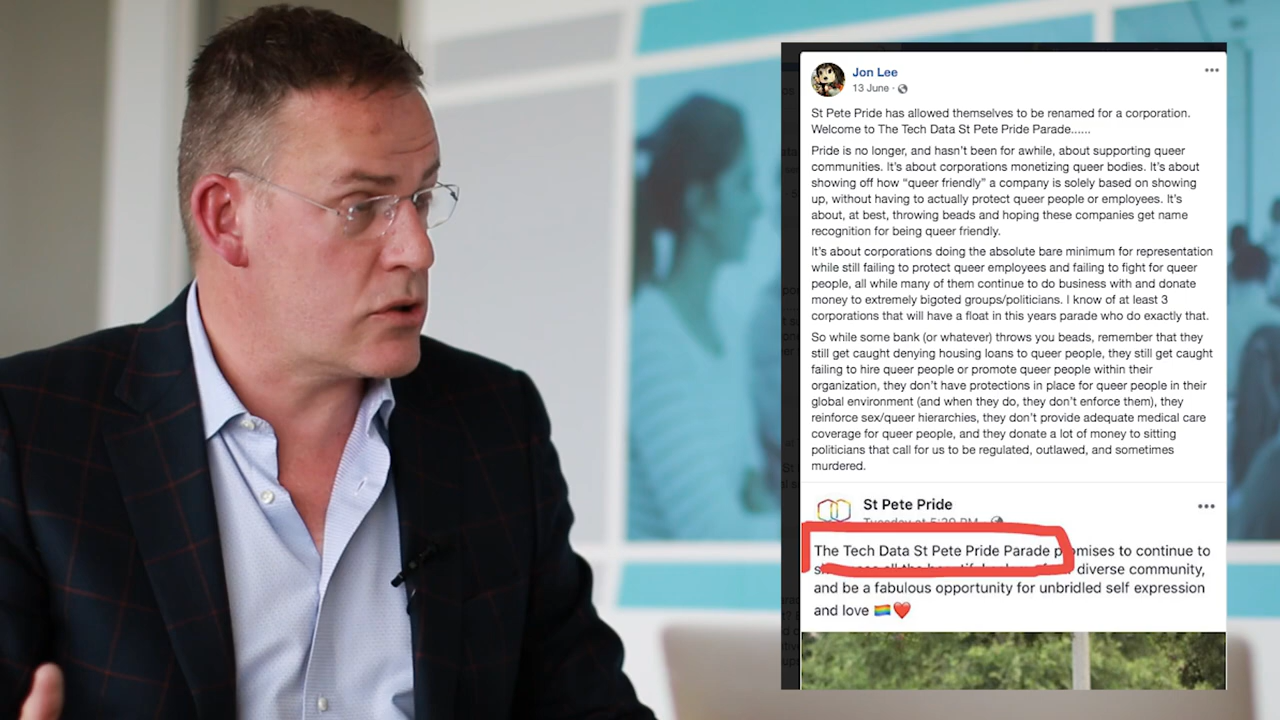 Jon Lee
13 June
St Pete Pride has allowed themselves to be renamed for a corporation.
Welcome to The Tech Data St Pete Pride Parade......
Pride is no longer, and hasn't been for awhile, about supporting queer
communities. It's about corporations monetizing queer bodies. It's about
showing off how “queer friendly” a company is solely based on showing
up, without having to actually protect queer people or employees. It's
about, at best, throwing beads and hoping these companies get name
recognition for being queer friendly.
It's about corporations doing the absolute bare minimum for representation
while still failing to protect queer employees and failing to fight for queer
people, all while many of them continue to do business with and donate
money to extremely bigoted groups/politicians. I know of at least 3
corporations that will have a float in this years parade who do exactly that.
So while some bank (or whatever) throws you beads, remember that they
still get caught denying housing loans to queer people, they still get caught
failing to hire queer people or promote queer people within their
organization, they don't have protections in place for queer people in their
global environment (and when they do, they don't enforce them), they
reinforce sex/queer hierarchies, they don't provide adequate medical care
coverage for queer people, and they donate a lot of money to sitting
politicians that call for us to be regulated, outlawed, and sometimes
murdered.
St Pete Pride
Tuesday at 5:20 PM
The Tech Data St Pete Pride Parade promises to continue to
diverse community,
and be a fabulous opportunity for unbridled self expression
and love 🏳️‍🌈❤️